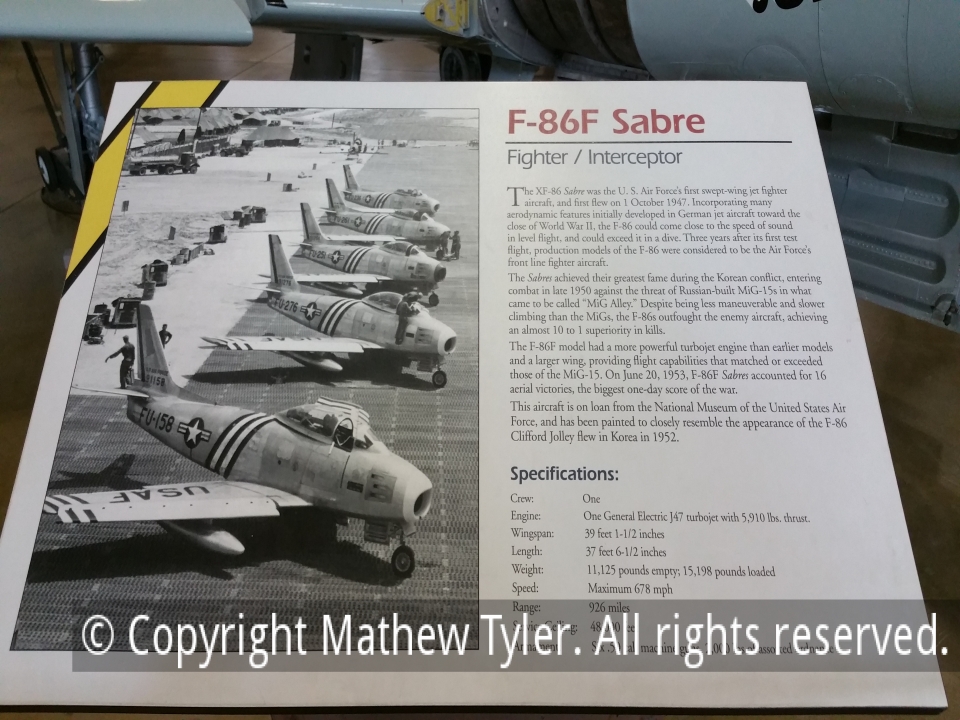 F-86F Sabre
Fighter / Interceptor
The XF-86 Sabre was the U. S. Air Force's first swept-wing jet fighter
aircraft, and first flew on 1 October 1947. Incorporating many
aerodynamic features initially developed in German jet aircraft toward the
close of World War II, the F-86 could come close to the speed of sound
in level flight, and could exceed it in a dive. Three years after its first test
flight, production models of the F-86 were considered to be the Air Force's
front line fighter aircraft.
The Sabres achieved their greatest fame during the Korean conflict, entering
combat in late 1950 against the threat of Russian-built MiG-15s in what
came to be called "MiG Alley." Despite being less maneuverable and slower
climbing than the MiGs, the F-86s outfought the enemy aircraft, achieving
an almost 10 to 1 superiority in kills.
The F-86F model had a more powerful turbojet engine than earlier models
and a larger wing, providing flight capabilities that matched or exceeded
those of the MiG-15. On June 20, 1953, F-86F Sabres accounted for 16
aerial victories, the biggest one-day score of the war.
This aircraft is on loan from the National Museum of the United States Air
Force, and has been painted to closely resemble the appearance of the F-86
Clifford Jolley flew in Korea in 1952.
Specifications:
Crew: One
Engine: One General Electric J47 turbojet with 5,910 lbs. thrust.
Wingspan: 39 feet 1-1/2 inches
Length: 37 feet 6-1/2 inches
Weight: 11,125 pounds empty; 15,198 pounds loaded
Speed: Maximum 678 mph
Range: 926 miles
FU-276
FU-158
USAF
© Copyright Mathew Tyler. All rights reserved.